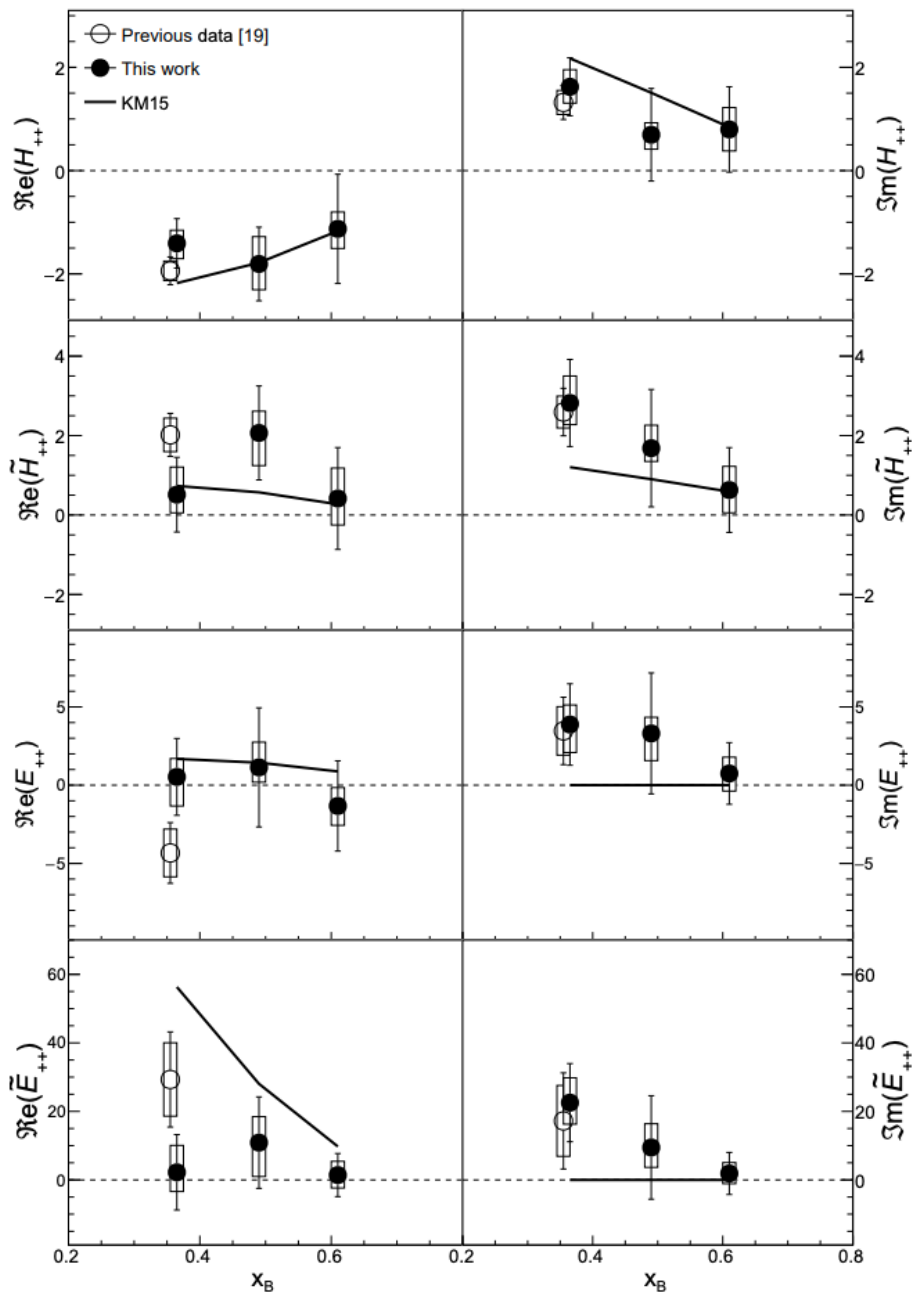 Previous data [19]
This work
KM15
ℜe(H₊₊)
2
0
−2
ℑm(H₊₊)
2
0
−2
ℜe(H̃₊₊)
4
2
0
−2
ℑm(H̃₊₊)
4
2
0
−2
ℜe(E₊₊)
5
0
−5
ℑm(E₊₊)
5
0
−5
ℜe(Ẽ₊₊)
60
40
20
0
ℑm(Ẽ₊₊)
60
40
20
0
0.2 0.4 0.6 0.2 0.4 0.6 0.8
x_B x_B